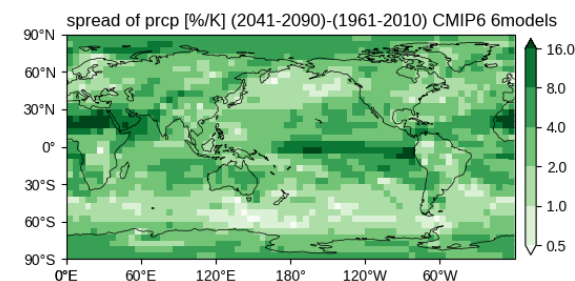 spread of prcp [%/K] (2041-2090)-(1961-2010) CMIP6 6models
90°N
60°N
30°N
0°
30°S
60°S
90°S
0°E
60°E
120°E
180°
120°W
60°W
16.0
8.0
4.0
2.0
1.0
0.5